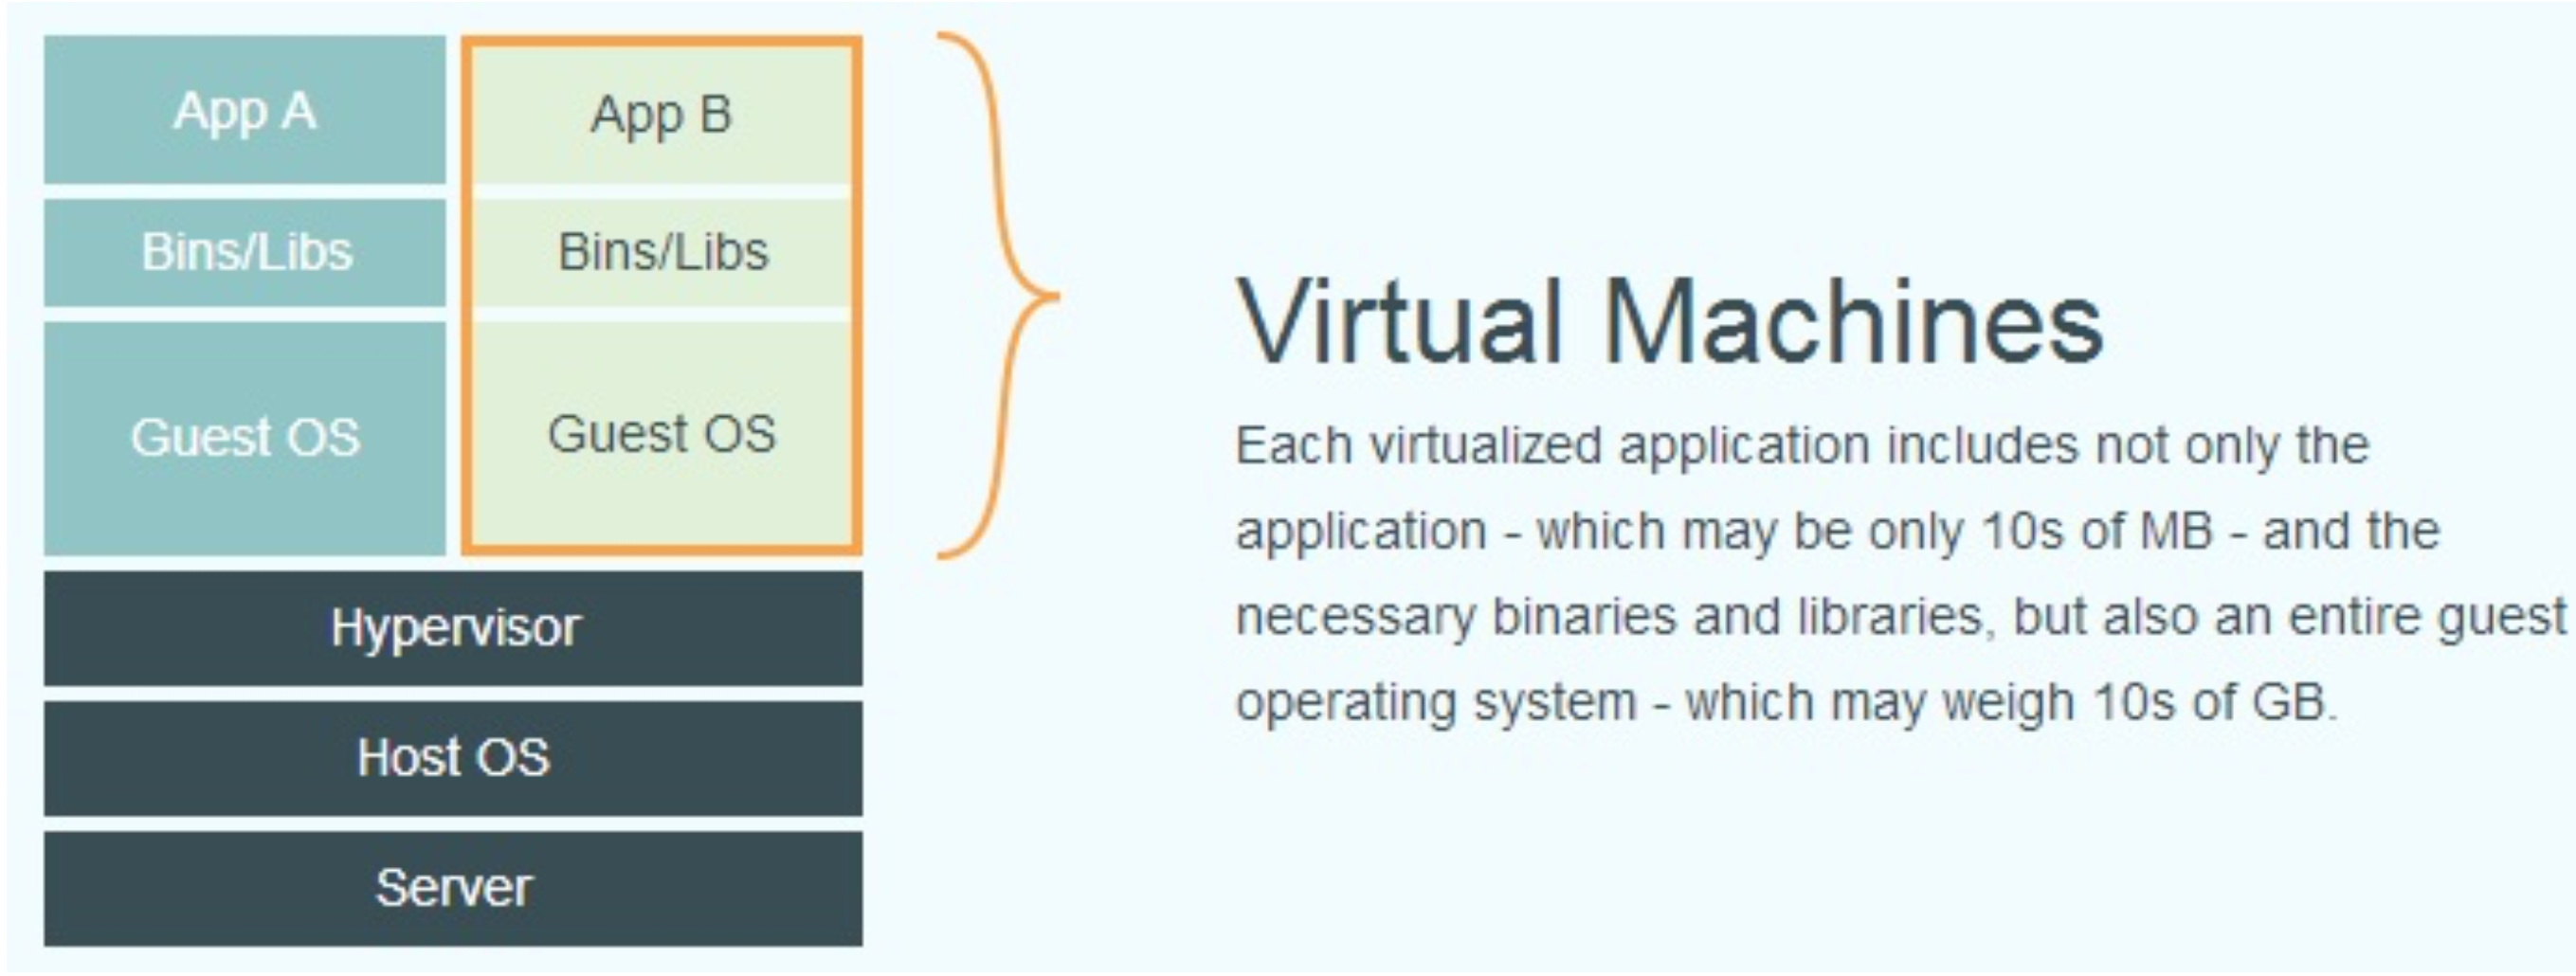 App A
App B
Bins/Libs
Bins/Libs
Guest OS
Guest OS
Hypervisor
Host OS
Server
Virtual Machines
Each virtualized application includes not only the
application - which may be only 10s of MB - and the
necessary binaries and libraries, but also an entire guest
operating system - which may weigh 10s of GB.